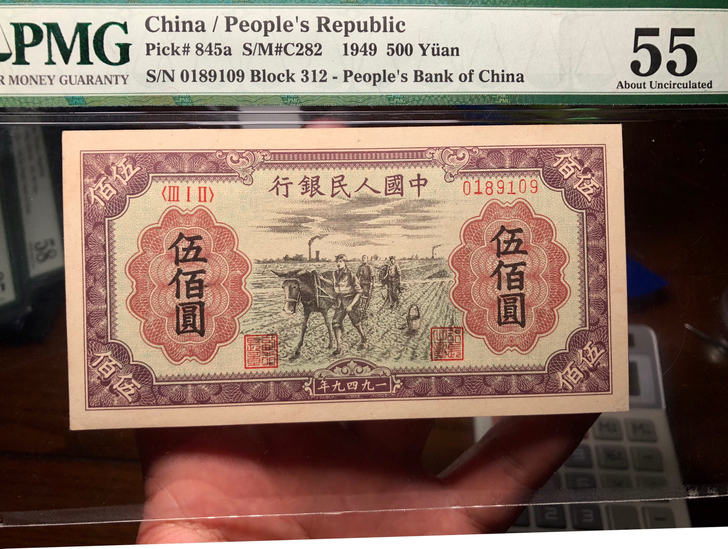 PMG
China / People's Republic
Pick# 845a S/M#C282 1949 500 Yüan
S/N 0189109 Block 312 - People's Bank of China
R MONEY GUARANTY
55
About Uncirculated
佰伍
行銀民人國中
伍佰
〈III I II〉
0189109
伍佰圓
伍佰圓
佰伍
年九四九一
伍佰
58